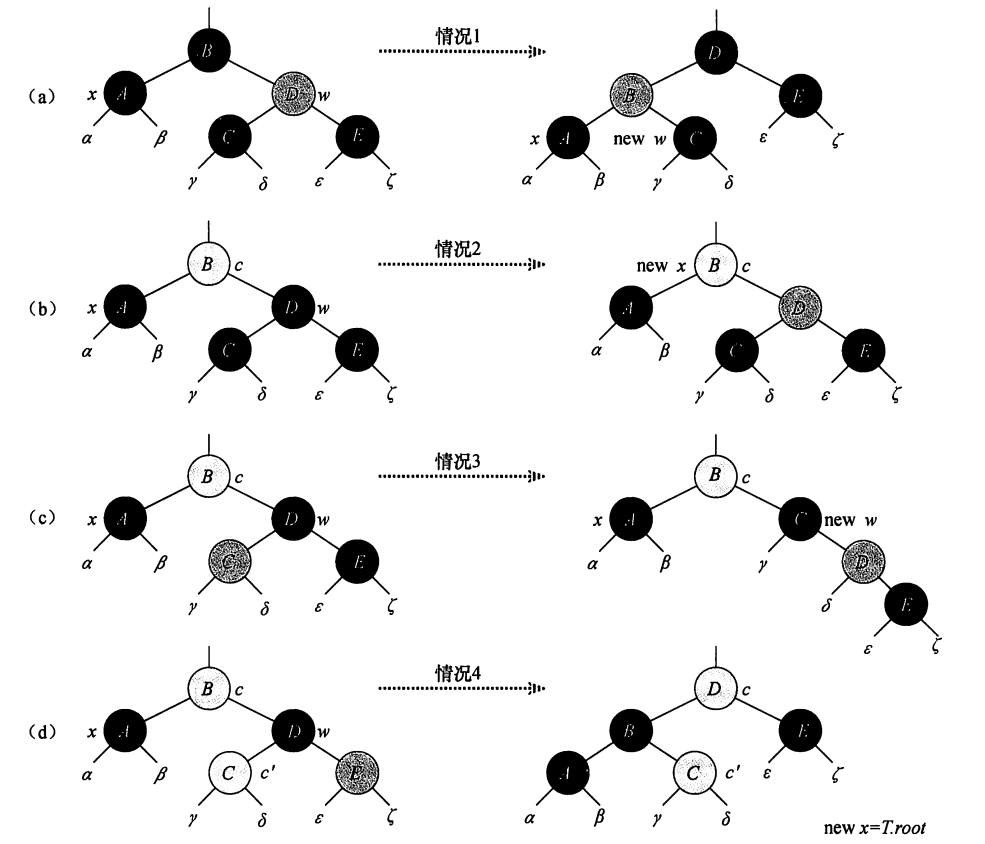 情况1
B D
(a) x A D w B E
C E x A new w C ε ζ
α β γ δ ε ζ α β γ δ
情况2
B c new x B c
(b) x A D w A D
α β C E α β C E
γ δ ε ζ γ δ ε ζ
情况3
B c B c
(c) x A D w x A C new w
α β C E α β γ D
γ δ ε ζ δ E
ε ζ
情况4
B c D c
(d) x A D w B E
α β C c' E A C c' ε ζ
γ δ ε ζ α β γ δ
new x=T.root